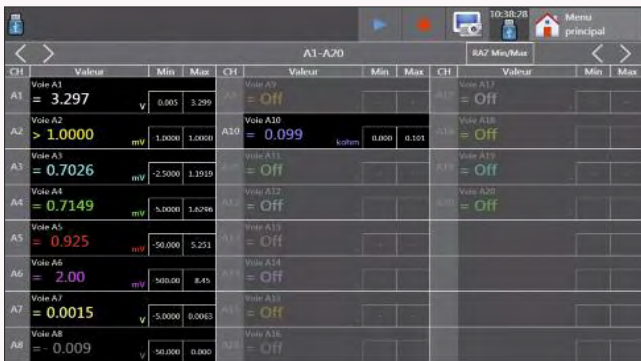 10:38:28
Menu
principal
A1-A20
RAZ Min/Max
CH Valeur Min Max CH Valeur Min Max CH Valeur Min Max
Voie A1
A1 = 3.297 V 0.005 3.299
Voie A2
A2 > 1.0000 mV -1.0000 1.0000
Voie A3
A3 = 0.7026 mV -2.5000 1.1919
Voie A4
A4 = 0.7149 mV -5.0000 1.6296
Voie A5
A5 = 0.925 mV -50.000 5.251
Voie A6
A6 = 2.00 mV -500.00 8.45
Voie A7
A7 = 0.0015 V -5.0000 0.0063
Voie A8
A8 =- 0.009 V -50.000 0.000
Voie A9
= Off
Voie A10
A10 = 0.099 kohm 0.000 0.101
Voie A11
= Off
Voie A12
= Off
Voie A13
= Off
Voie A14
= Off
Voie A15
= Off
Voie A16
= Off
Voie A17
= Off
Voie A18
= Off
Voie A19
= Off
Voie A20
= Off